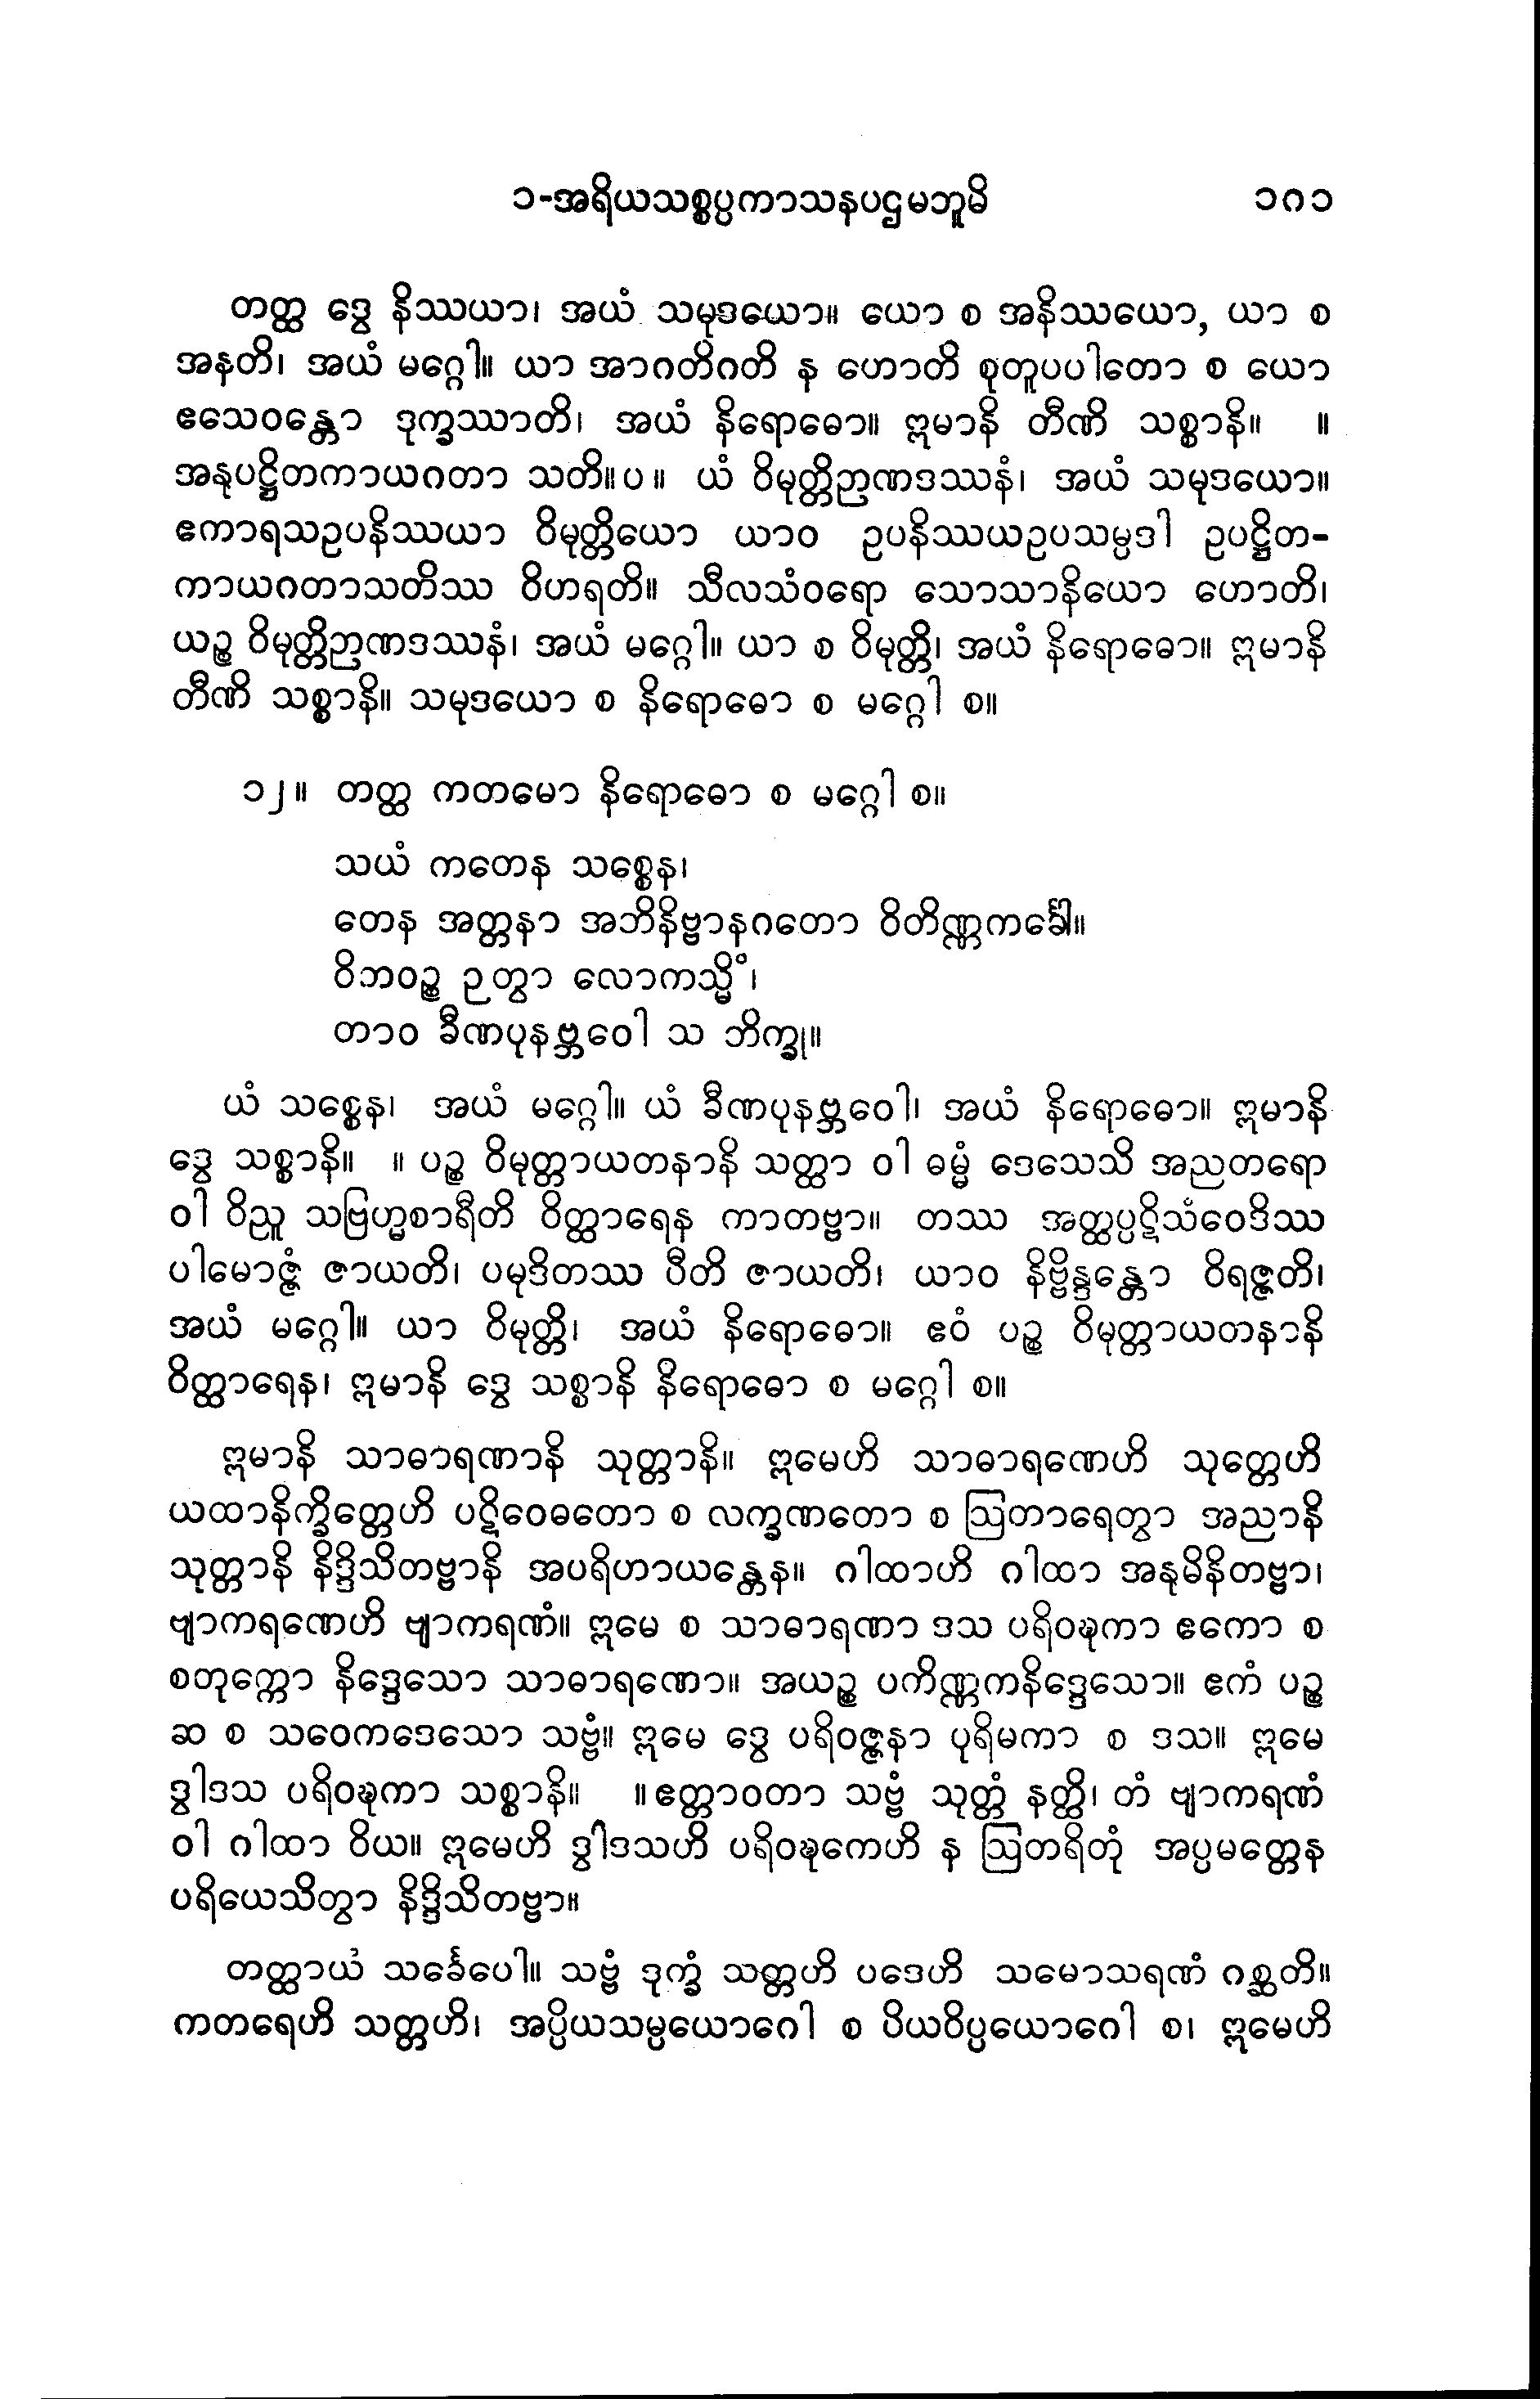 ၁-အရိယသစ္စပ္ပကာသနပဌမဘူမိ ၁၈၁
တတ္ထ ဒွေ နိဿယာ၊ အယံ သမုဒယော။ ယော စ အနိဿယော, ယာ စ
အနတိ၊ အယံ မဂ္ဂေါ။ ယာ အာဂတိဂတိ န ဟောတိ စုတူပပါတော စ ယော
ဧသေဝန္တော ဒုက္ခဿာတိ၊ အယံ နိရောဓော။ ဣမာနိ တီဏိ သစ္စာနိ။ ။
အနုပဋ္ဌိတကာယဂတာ သတိ။ပ။ ယံ ဝိမုတ္တိဉာဏဒဿနံ၊ အယံ သမုဒယော။
ဧကာရသဥပနိဿယာ ဝိမုတ္တိယော ယာဝ ဥပနိဿယဥပသမ္ပဒါ ဥပဋ္ဌိတ-
ကာယဂတာသတိဿ ဝိဟရတိ။ သီလသံဝရော သောသာနိယော ဟောတိ၊
ယဉ္စ ဝိမုတ္တိဉာဏဒဿနံ၊ အယံ မဂ္ဂေါ။ ယာ စ ဝိမုတ္တိ၊ အယံ နိရောဓော။ ဣမာနိ
တီဏိ သစ္စာနိ။ သမုဒယော စ နိရောဓော စ မဂ္ဂေါ စ။
၁၂။ တတ္ထ ကတမော နိရောဓော စ မဂ္ဂေါ စ။
သယံ ကတေန သစ္စေန၊
တေန အတ္တနာ အဘိနိဗ္ဗာနဂတော ဝိတိဏ္ဏကင်္ခေါ။
ဝိဘဝဉ္စ ဉတွာ လောကသ္မိံ၊
တာဝ ခီဏပုနဗ္ဘဝေါ သ ဘိက္ခု။
ယံ သစ္စေန၊ အယံ မဂ္ဂေါ။ ယံ ခီဏပုနဗ္ဘဝေါ၊ အယံ နိရောဓော။ ဣမာနိ
ဒွေ သစ္စာနိ။ ။ ပဉ္စ ဝိမုတ္တာယတနာနိ သတ္ထာ ဝါ ဓမ္မံ ဒေသေသိ အညတရော
ဝါ ဝိညူ သဗြဟ္မစာရီတိ ဝိတ္ထာရေန ကာတဗ္ဗာ။ တဿ အတ္ထပ္ပဋိသံဝေဒိဿ
ပါမောဇ္ဇံ ဇာယတိ၊ ပမုဒိတဿ ပီတိ ဇာယတိ၊ ယာဝ နိဗ္ဗိန္ဒန္တော ဝိရဇ္ဇတိ၊
အယံ မဂ္ဂေါ။ ယာ ဝိမုတ္တိ၊ အယံ နိရောဓော။ ဧဝံ ပဉ္စ ဝိမုတ္တာယတနာနိ
ဝိတ္ထာရေန၊ ဣမာနိ ဒွေ သစ္စာနိ နိရောဓော စ မဂ္ဂေါ စ။
ဣမာနိ သာဓာရဏာနိ သုတ္တာနိ။ ဣမေဟိ သာဓာရဏေဟိ သုတ္တေဟိ
ယထာနိက္ခိတ္တေဟိ ပဋိဝေဓတော စ လက္ခဏတော စ ဩတာရေတွာ အညာနိ
သုတ္တာနိ နိဒ္ဒိသိတဗ္ဗာနိ အပရိဟာယန္တေန။ ဂါထာဟိ ဂါထာ အနုမိနိတဗ္ဗာ၊
ဗျာကရဏေဟိ ဗျာကရဏံ။ ဣမေ စ သာဓာရဏာ ဒသ ပရိဝဍ္ဎကာ ဧကော စ
စတုက္ကော နိဒ္ဒေသော သာဓာရဏော။ အယဉ္စ ပကိဏ္ဏကနိဒ္ဒေသော။ ဧကံ ပဉ္စ
ဆ စ သဝေကဒေသော သဗ္ဗံ။ ဣမေ ဒွေ ပရိဝဇ္ဇနာ ပုရိမကာ စ ဒသ။ ဣမေ
ဒွါဒသ ပရိဝဍ္ဎကာ သစ္စာနိ။ ။ဧတ္တာဝတာ သဗ္ဗံ သုတ္တံ နတ္ထိ၊ တံ ဗျာကရဏံ
ဝါ ဂါထာ ဝိယ။ ဣမေဟိ ဒွါဒသဟိ ပရိဝဍ္ဎကေဟိ န ဩတရိတုံ အပ္ပမတ္တေန
ပရိယေသိတွာ နိဒ္ဒိသိတဗ္ဗာ။
တတ္ထာယံ သင်္ခေပေါ။ သဗ္ဗံ ဒုက္ခံ သတ္တဟိ ပဒေဟိ သမောသရဏံ ဂစ္ဆတိ။
ကတရေဟိ သတ္တဟိ၊ အပ္ပိယသမ္ပယောဂေါ စ ပိယဝိပ္ပယောဂေါ စ၊ ဣမေဟိ